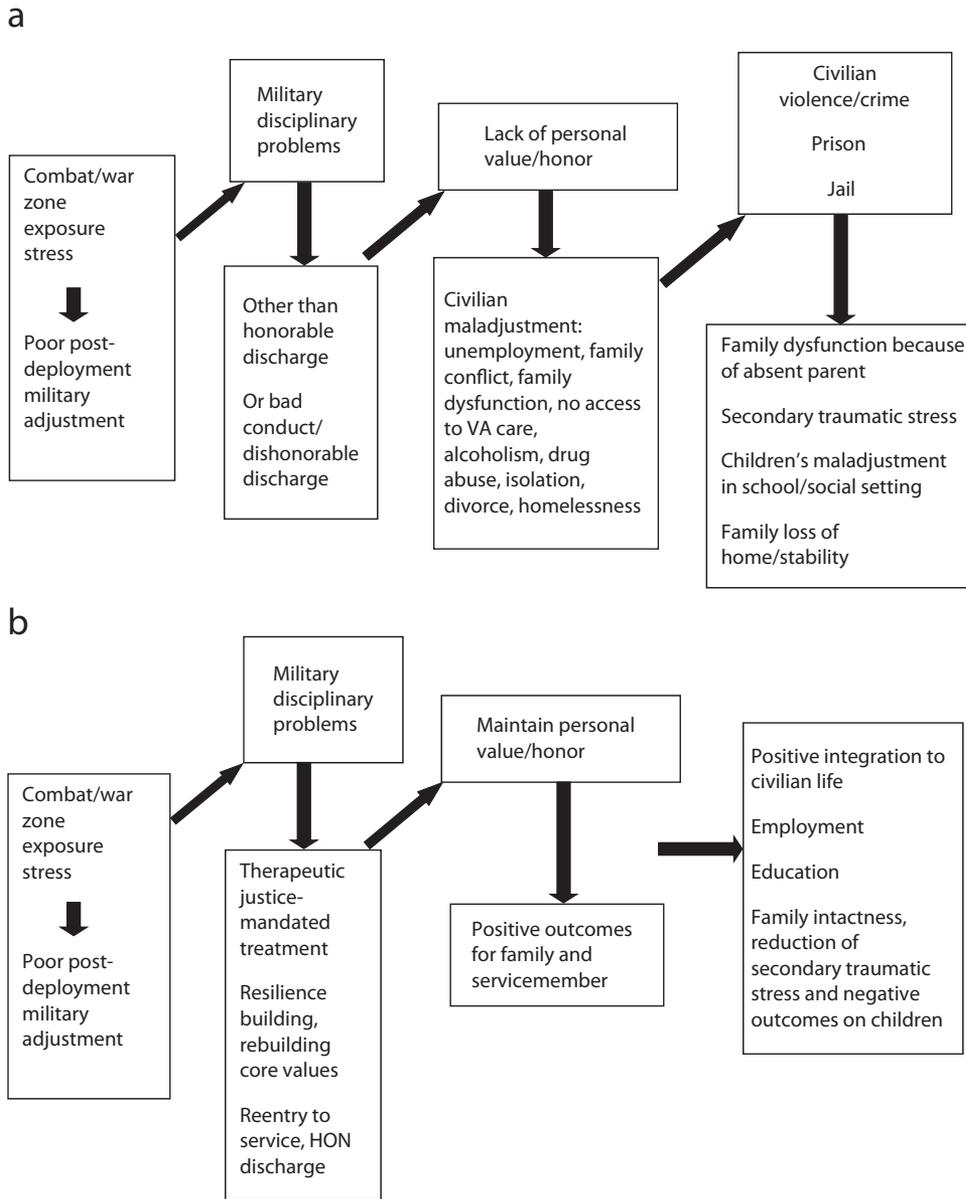 a
Combat/war
zone
exposure
stress
Poor post-
deployment
military
adjustment
Military
disciplinary
problems
Other than
honorable
discharge
Or bad
conduct/
dishonorable
discharge
Lack of personal
value/honor
Civilian
maladjustment:
unemployment, family
conflict, family
dysfunction, no access
to VA care,
alcoholism, drug
abuse, isolation,
divorce, homelessness
Civilian
violence/crime
Prison
Jail
Family dysfunction because
of absent parent
Secondary traumatic stress
Children's maladjustment
in school/social setting
Family loss of
home/stability
b
Combat/war
zone
exposure
stress
Poor post-
deployment
military
adjustment
Military
disciplinary
problems
Therapeutic
justice-
mandated
treatment
Resilience
building,
rebuilding
core values
Reentry to
service, HON
discharge
Maintain personal
value/honor
Positive outcomes
for family and
servicemember
Positive integration to
civilian life
Employment
Education
Family intactness,
reduction of
secondary traumatic
stress and negative
outcomes on children